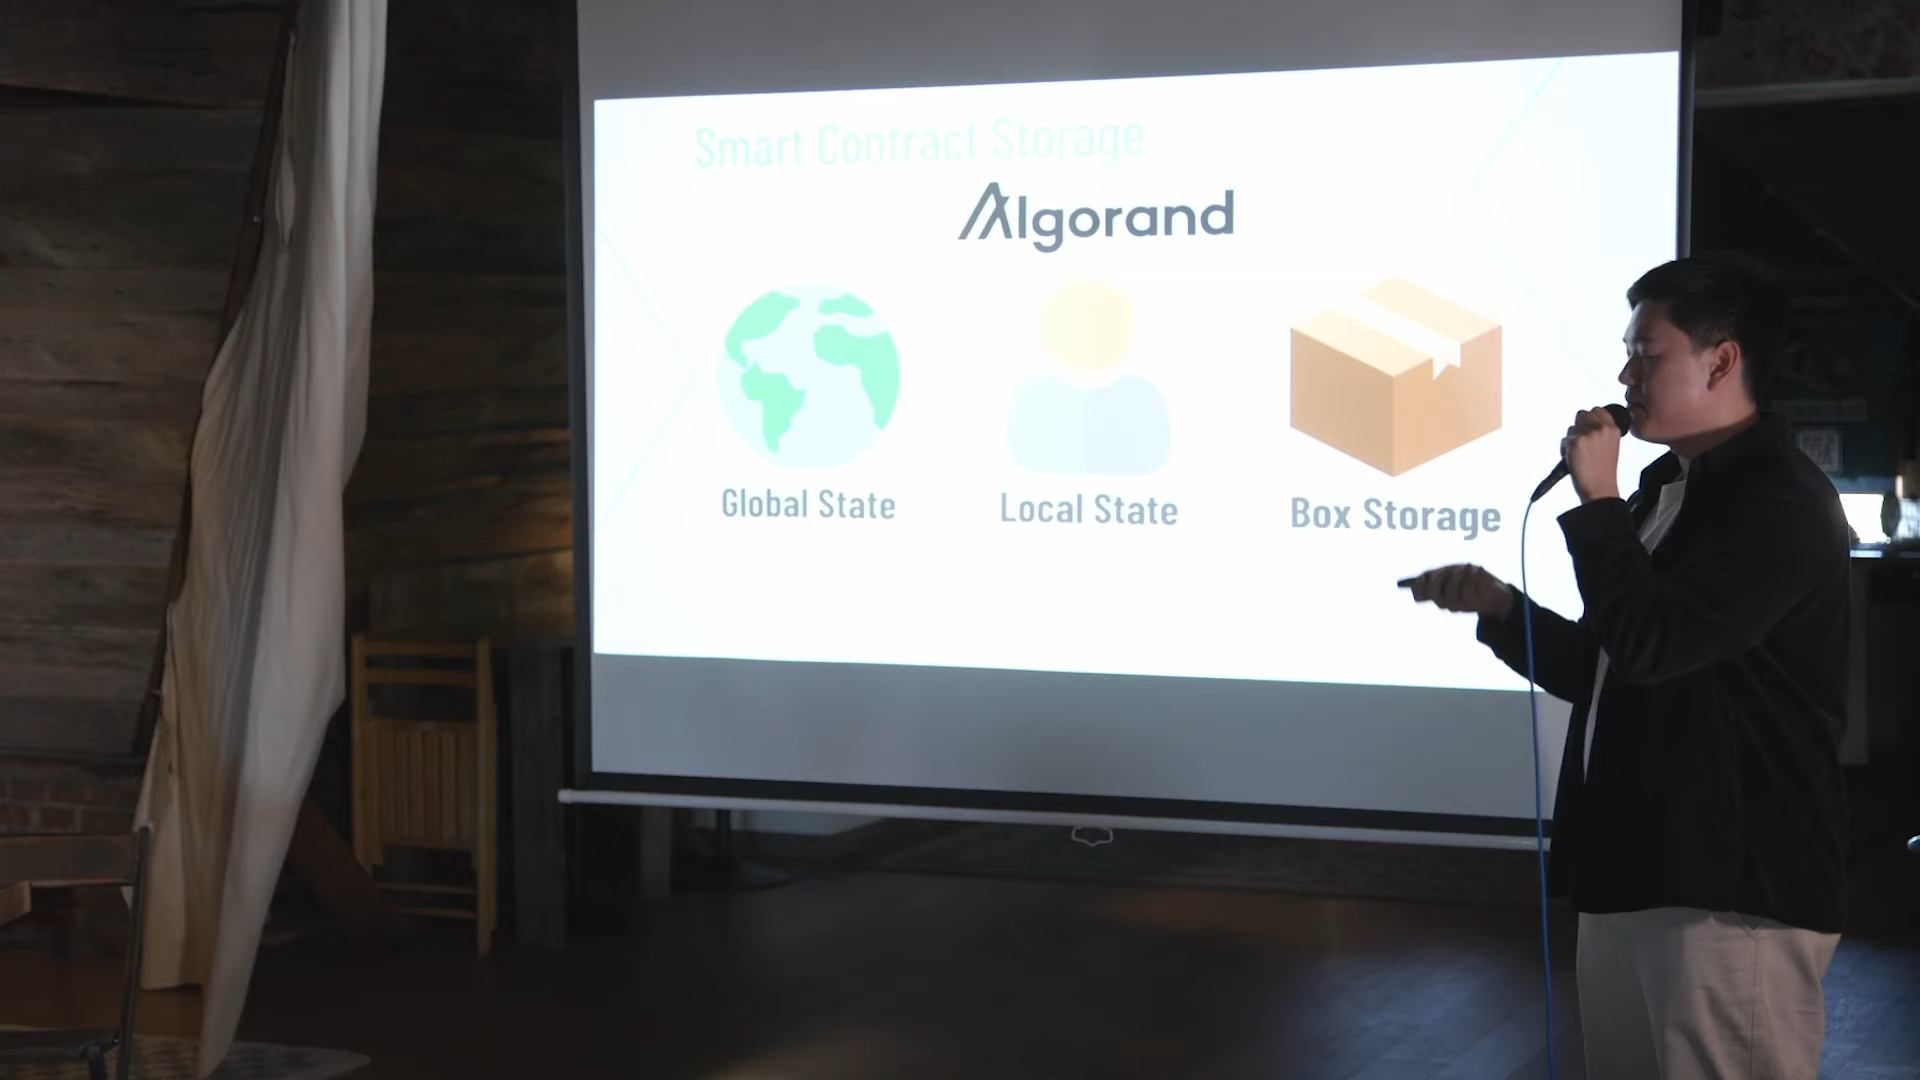 Smart Contract Storage
Algorand
Global State
Local State
Box Storage